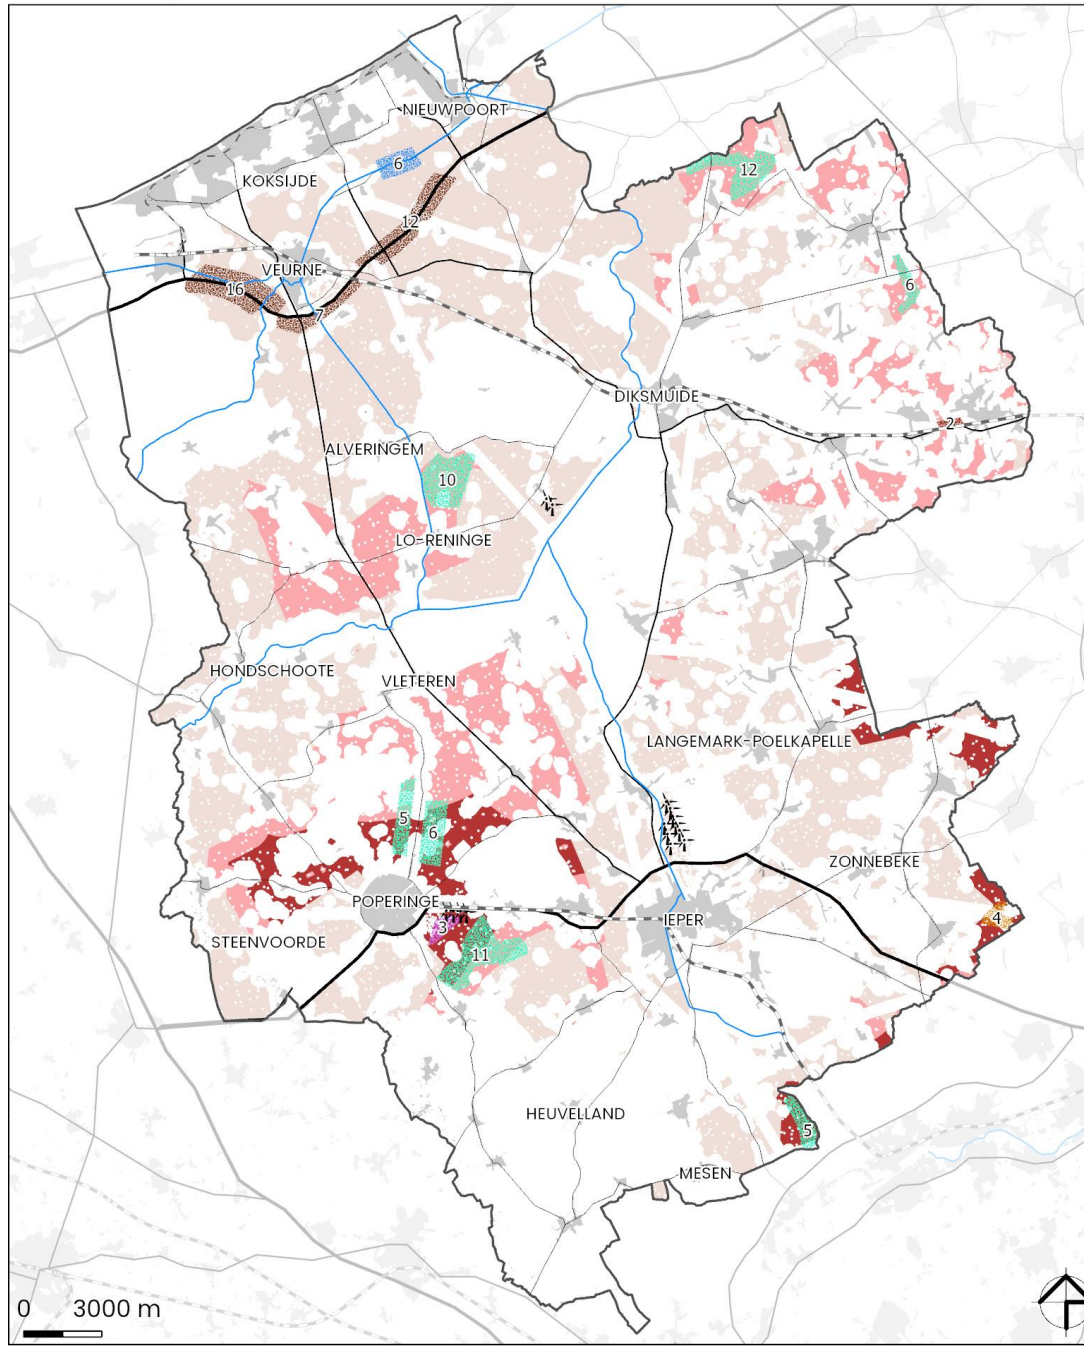 NIEUWPOORT
6
12
KOKSIJDE
12
VEURNE
16
6
7
DIKSMUIDE
2
ALVERINGEM
10
LO-RENINGE
HONDSCHOOTE
VLETEREN
LANGEMARK-POELKAPELLE
5
6
ZONNEBEKE
POPERINGE
IEPER
4
3
STEENVOORDE
11
HEUVELLAND
5
MESEN
0 3000 m